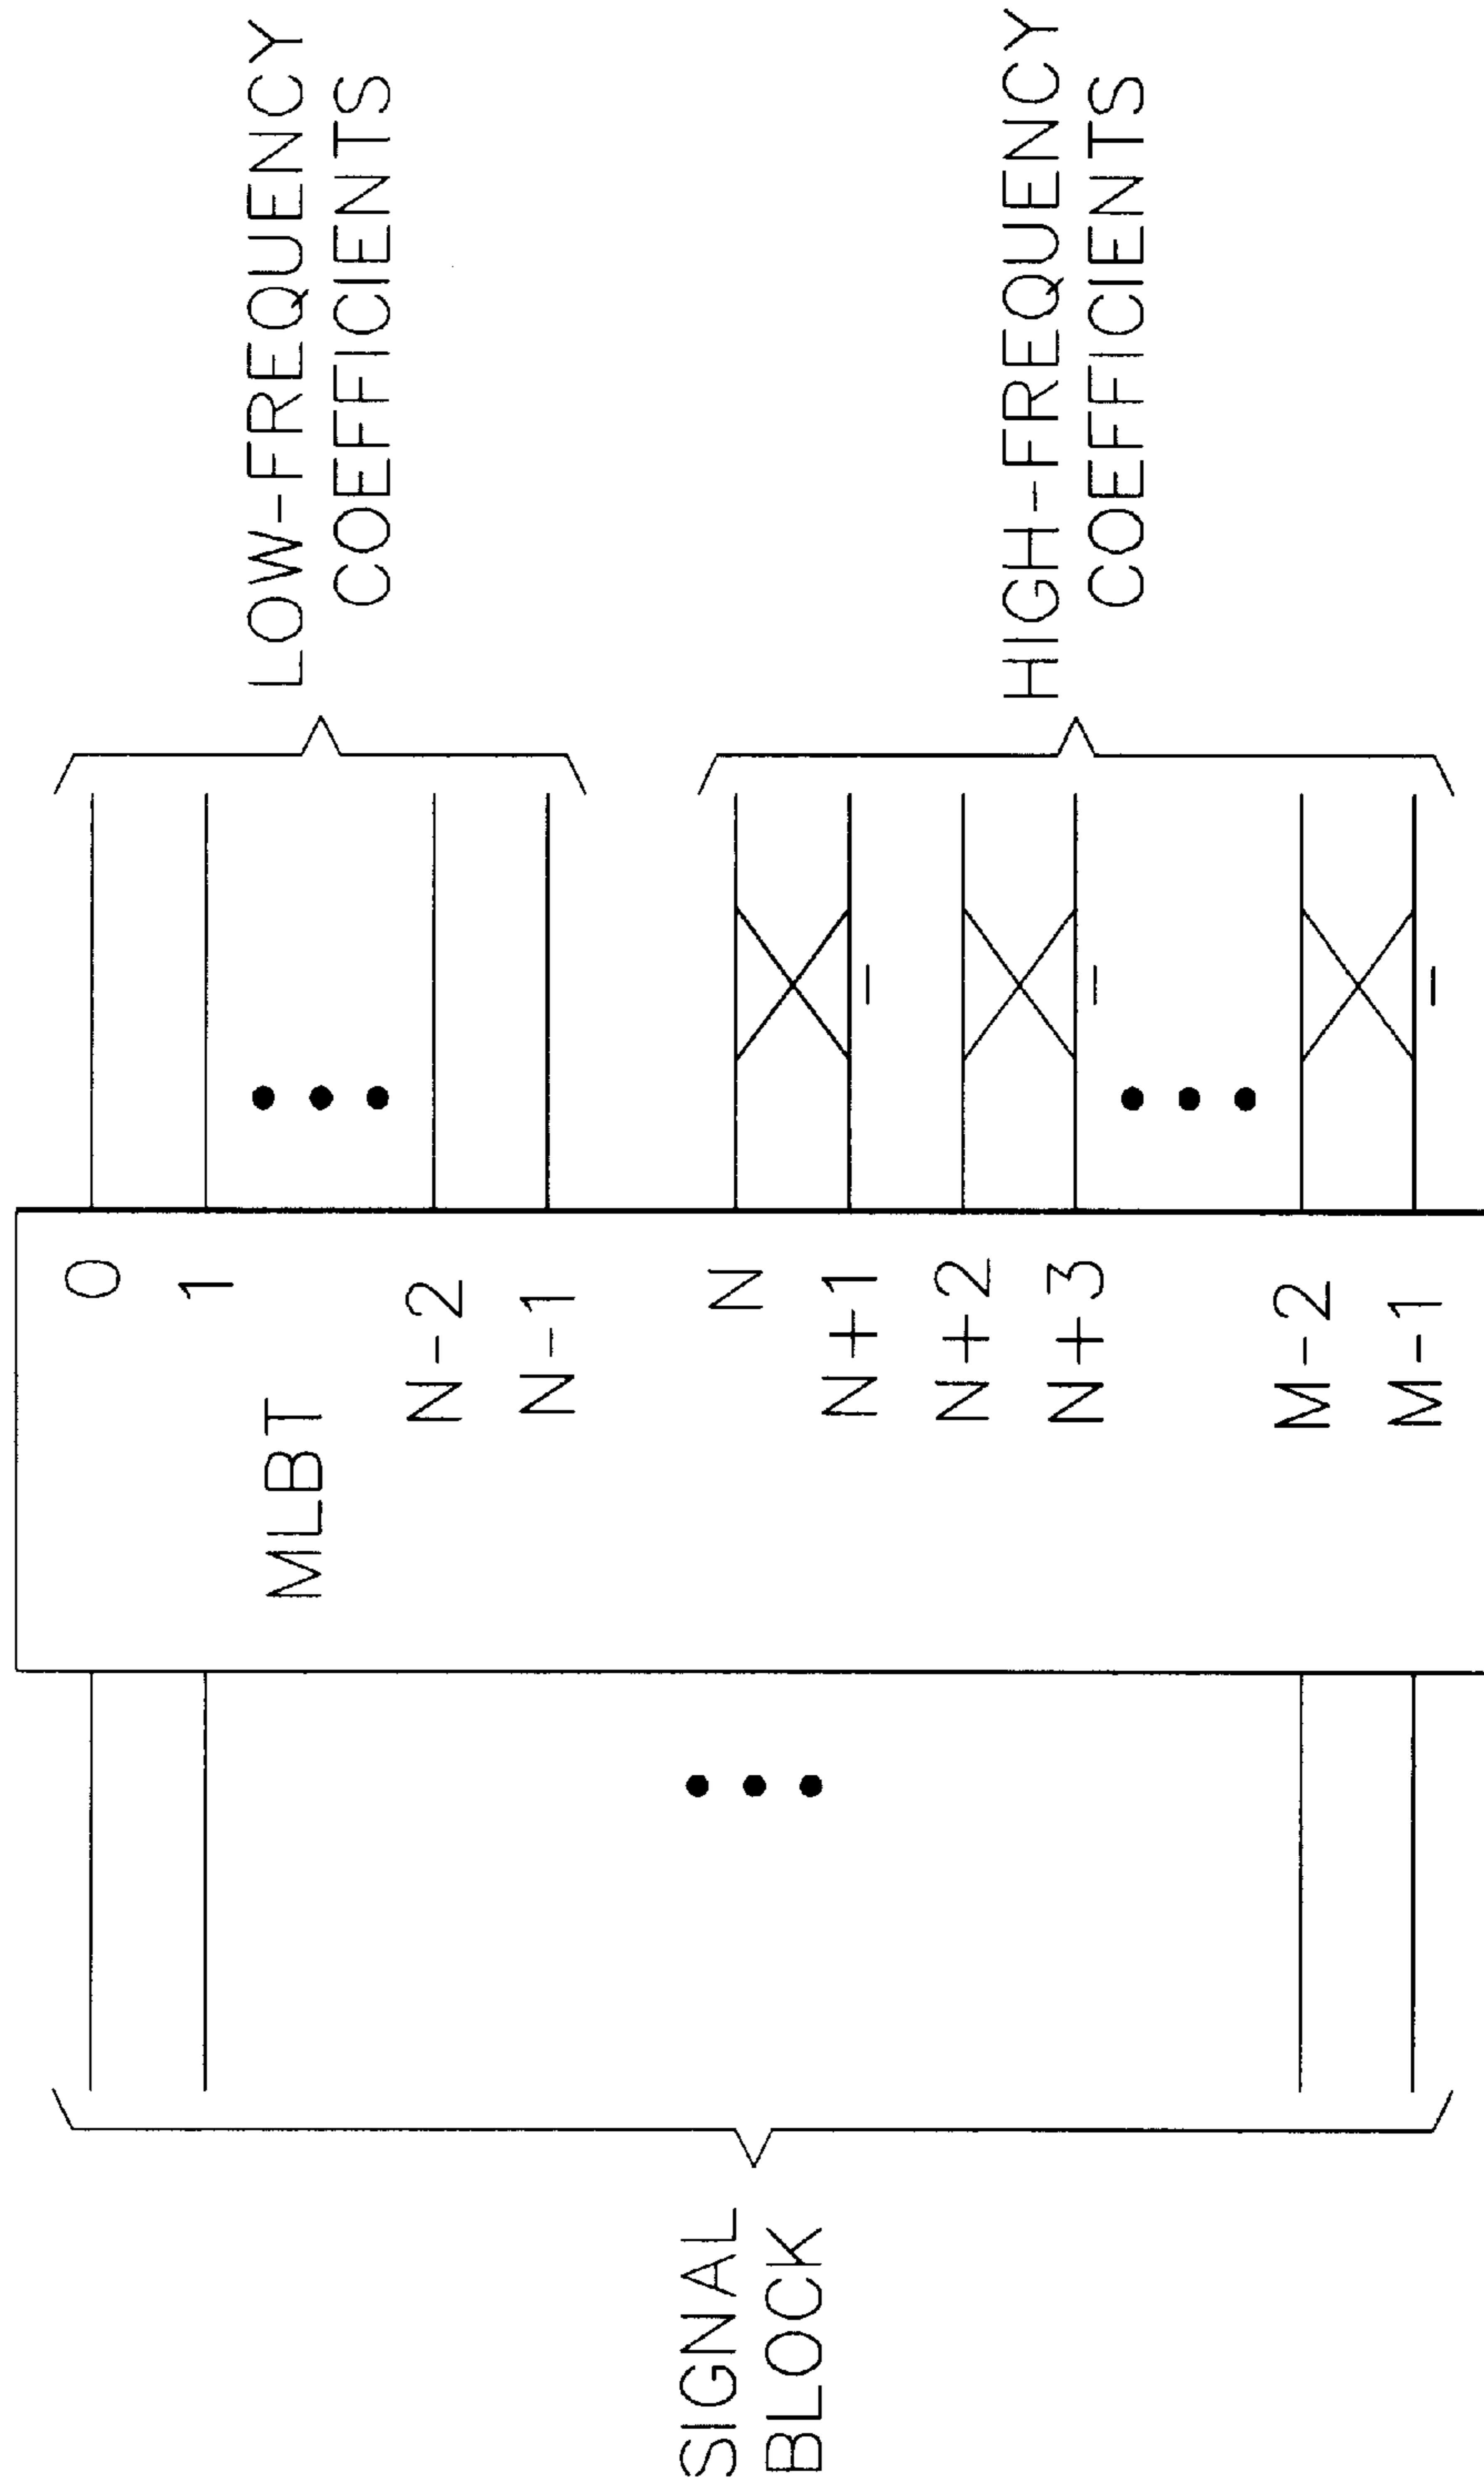 SIGNAL
BLOCK
MLBT
0
1
N-2
N-1
N
N+1
N+2
N+3
M-2
M-1
LOW-FREQUENCY
COEFFICIENTS
HIGH-FREQUENCY
COEFFICIENTS